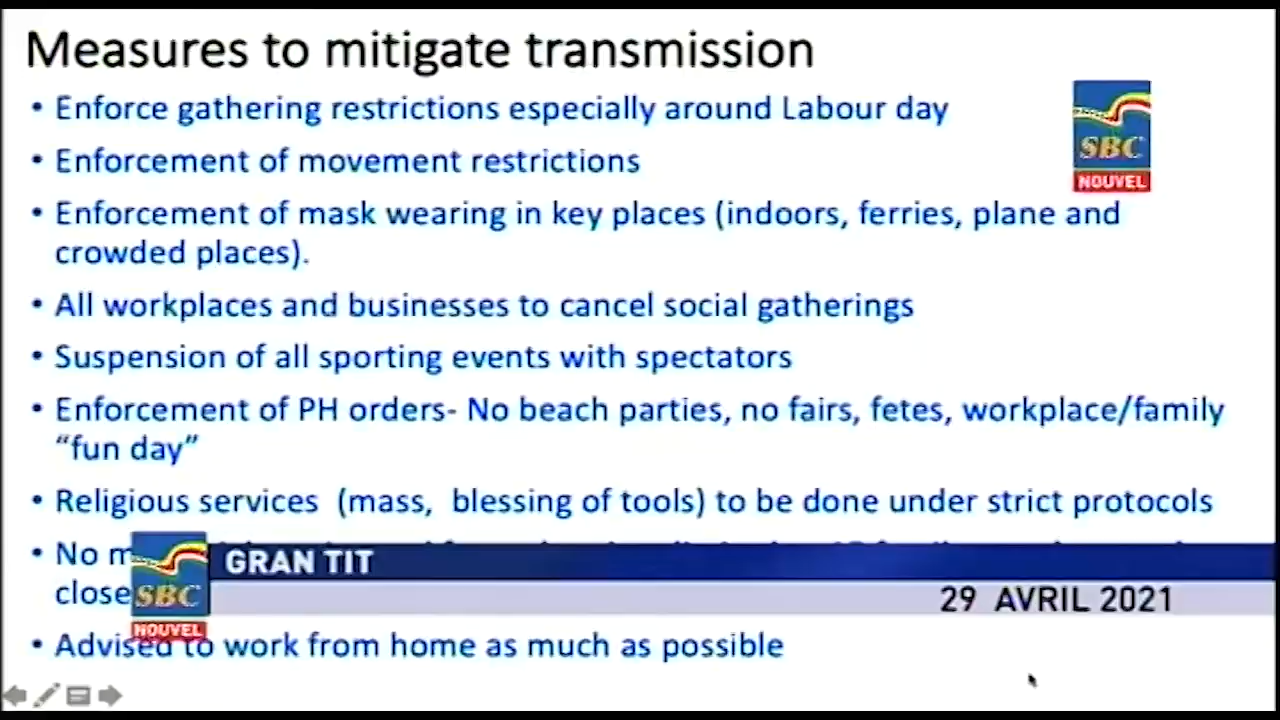 Measures to mitigate transmission
• Enforce gathering restrictions especially around Labour day
SBC
NOUVEL
• Enforcement of movement restrictions
• Enforcement of mask wearing in key places (indoors, ferries, plane and
crowded places).
• All workplaces and businesses to cancel social gatherings
• Suspension of all sporting events with spectators
• Enforcement of PH orders- No beach parties, no fairs, fetes, workplace/family
“fun day”
• Religious services (mass, blessing of tools) to be done under strict protocols
• No
close
SBC
NOUVEL
GRAN TIT
29 AVRIL 2021
• Advised to work from home as much as possible